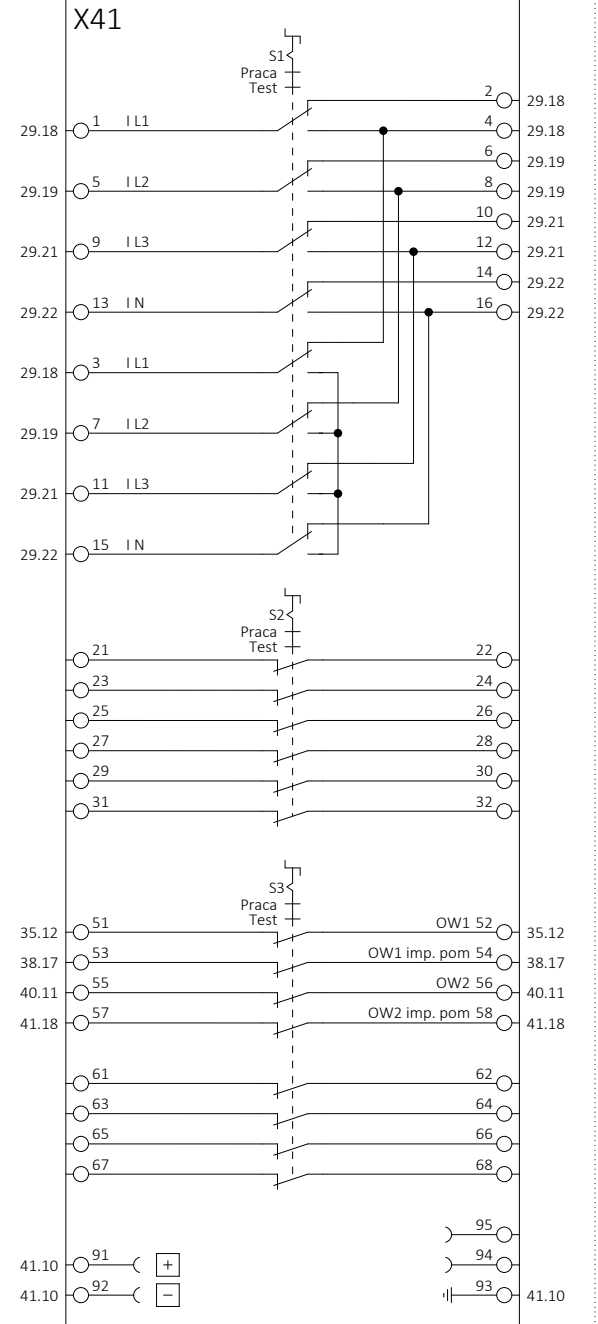 X41
S1
Praca
Test
2 29.18
29.18 1 I L1 4 29.18
6 29.19
29.19 5 I L2 8 29.19
10 29.21
29.21 9 I L3 12 29.21
14 29.22
29.22 13 I N 16 29.22
29.18 3 I L1
29.19 7 I L2
29.21 11 I L3
29.22 15 I N
S2
Praca
Test
21 22
23 24
25 26
27 28
29 30
31 32
S3
Praca
Test
35.12 51 OW1 52 35.12
38.17 53 OW1 imp. pom 54 38.17
40.11 55 OW2 56 40.11
41.18 57 OW2 imp. pom 58 41.18
61 62
63 64
65 66
67 68
95
41.10 91 + 94
41.10 92 − 93 41.10